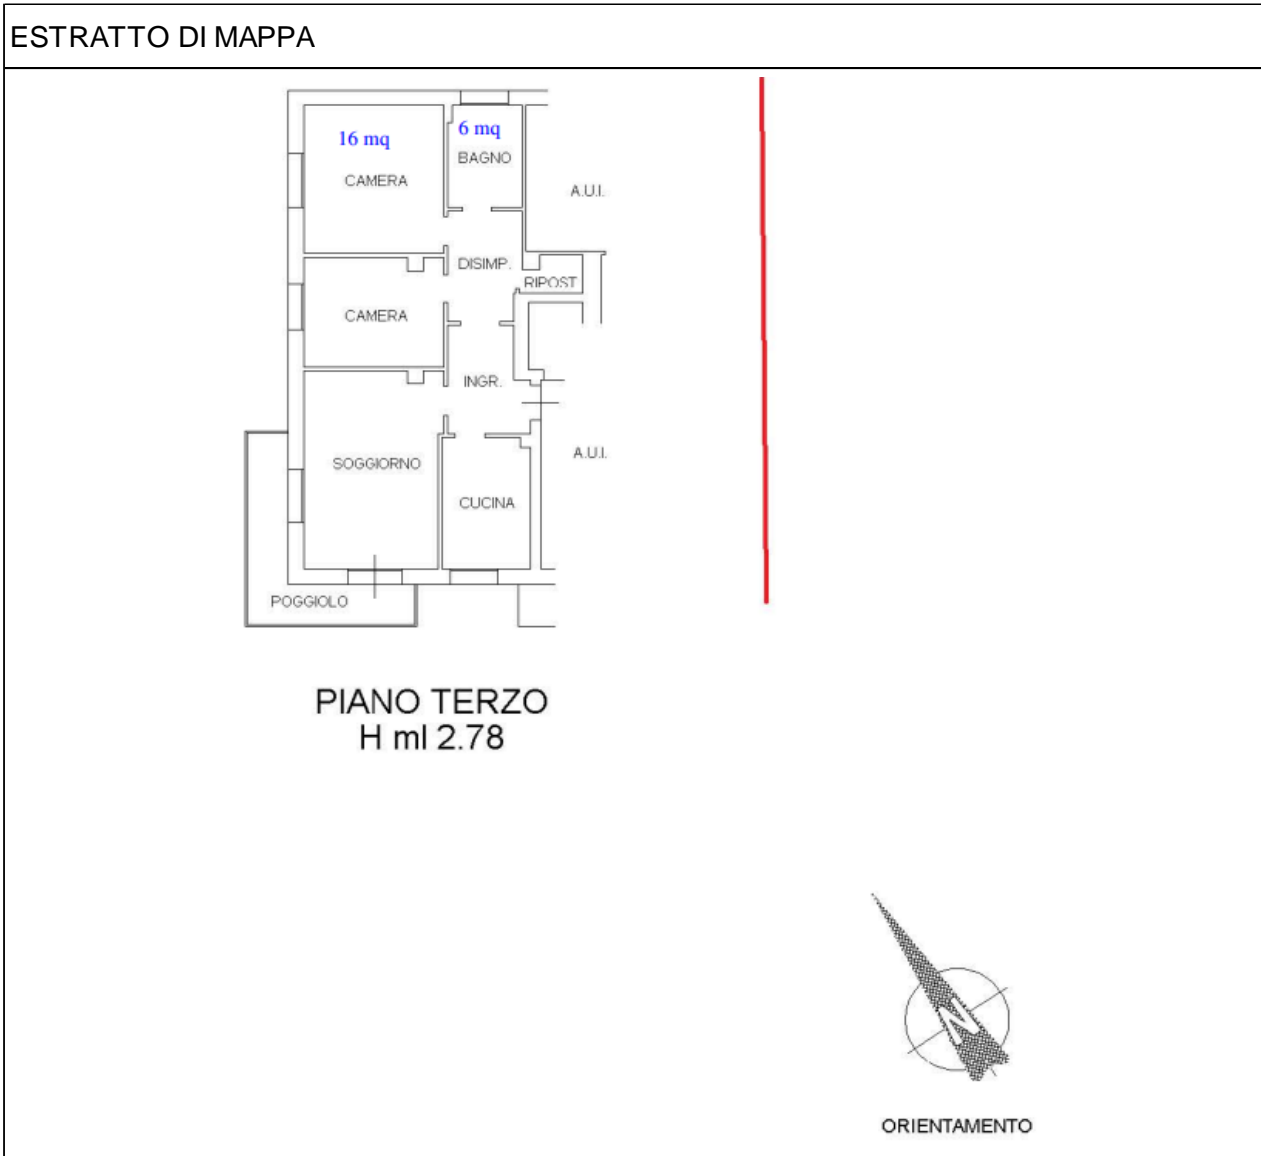 ESTRATTO DI MAPPA
16 mq
6 mq
BAGNO
CAMERA
A.U.I.
DISIMP.
RIPOST
CAMERA
INGR.
SOGGIORNO
A.U.I.
CUCINA
POGGIOLO
PIANO TERZO
H ml 2.78
N
ORIENTAMENTO